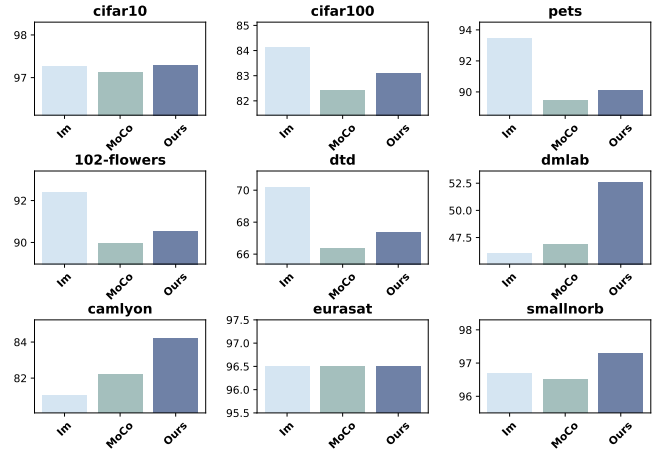 cifar10
98
97
Im
MoCo
Ours
cifar100
85
84
83
82
Im
MoCo
Ours
pets
94
92
90
Im
MoCo
Ours
102-flowers
92
90
Im
MoCo
Ours
dtd
70
68
66
Im
MoCo
Ours
dmlab
52.5
50.0
47.5
Im
MoCo
Ours
camlyon
84
82
Im
MoCo
Ours
eurasat
97.5
97.0
96.5
96.0
95.5
Im
MoCo
Ours
smallnorb
98
97
96
Im
MoCo
Ours